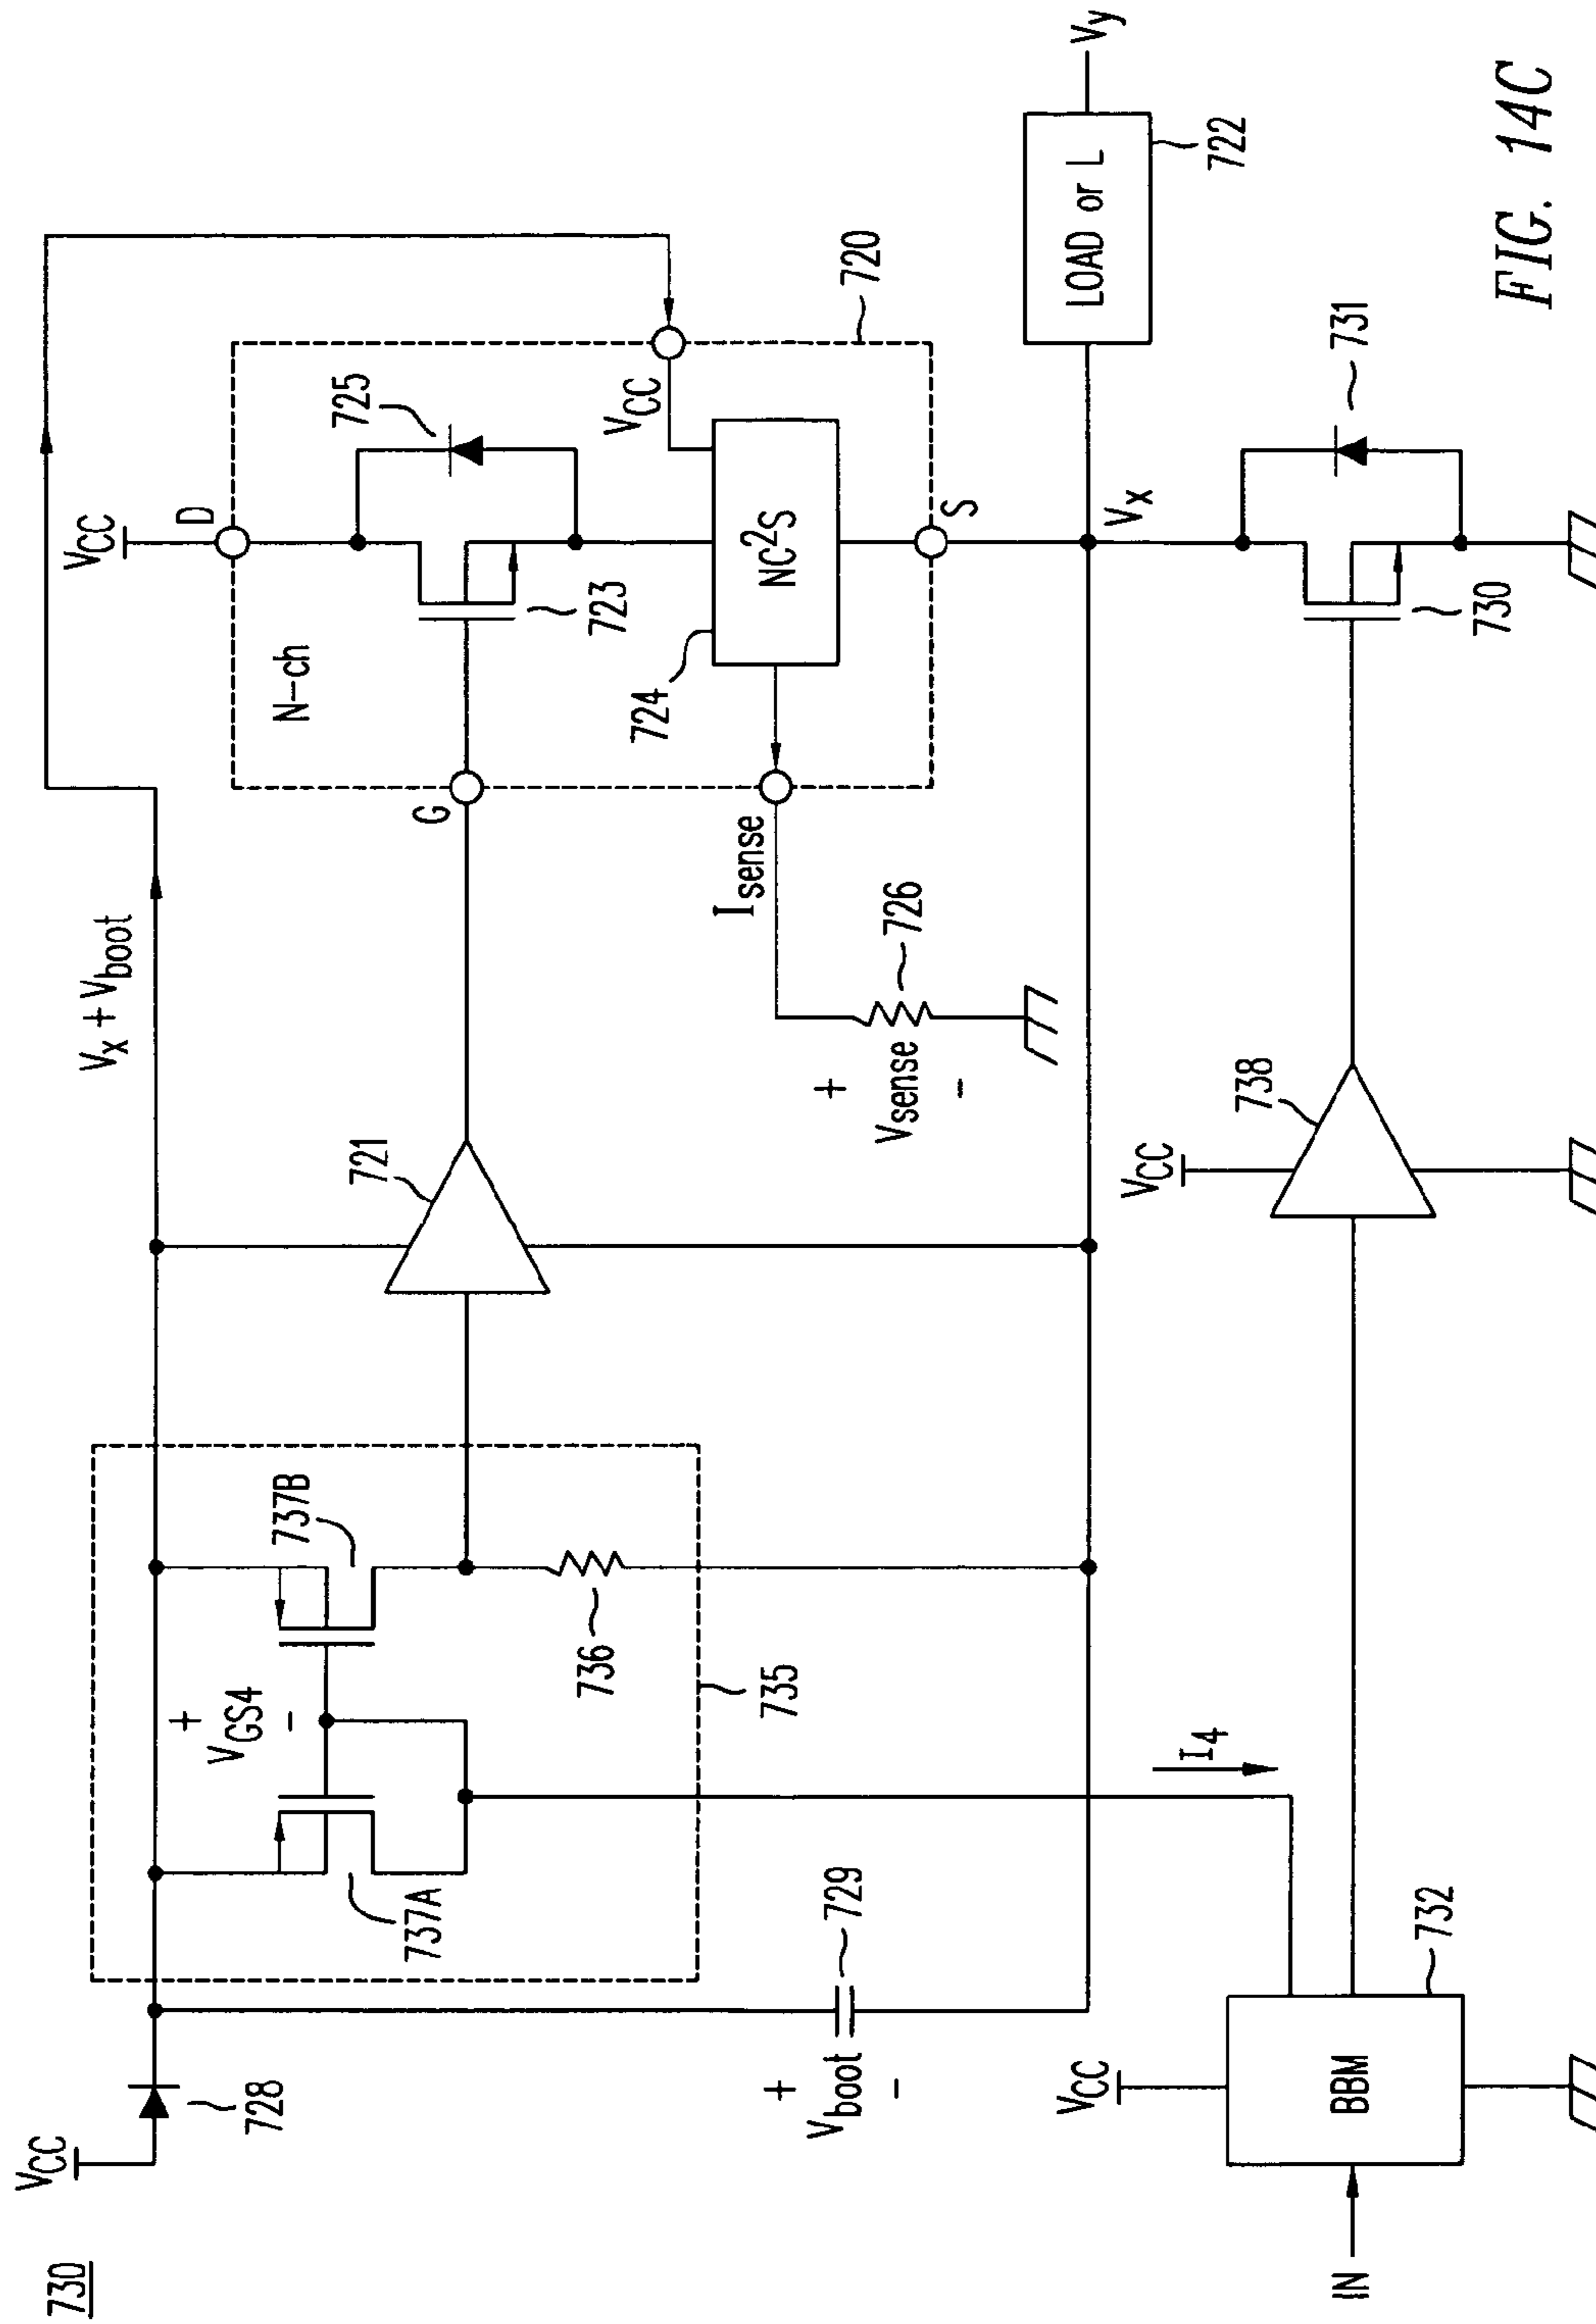 730
VCC
728
Vx + Vboot
737A
+
VGS4
-
737B
736
735
721
G
N-ch
VCC
D
723
725
VCC
724
NC²S
720
S
Isense
+
Vsense
-
726
+
Vboot
-
729
I4
Vx
LOAD or L
722
Vy
IN
VCC
BBM
732
VCC
738
730
731
FIG. 14C